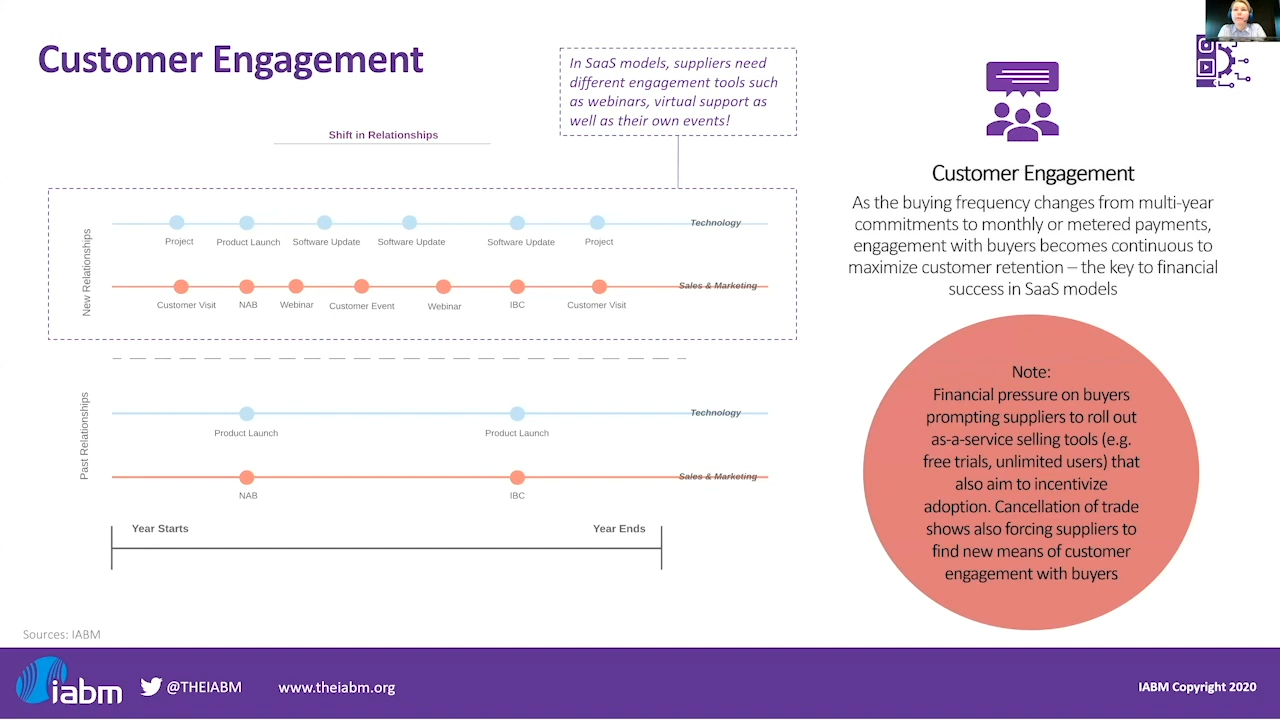 Customer Engagement
In SaaS models, suppliers need
different engagement tools such
as webinars, virtual support as
well as their own events!
Shift in Relationships
New Relationships
Technology
Project
Product Launch
Software Update
Software Update
Software Update
Project
Sales & Marketing
Customer Visit
NAB
Webinar
Customer Event
Webinar
IBC
Customer Visit
Past Relationships
Technology
Product Launch
Product Launch
Sales & Marketing
NAB
IBC
Year Starts
Year Ends
Customer Engagement
As the buying frequency changes from multi-year
commitments to monthly or metered payments,
engagement with buyers becomes continuous to
maximize customer retention – the key to financial
success in SaaS models
Note:
Financial pressure on buyers
prompting suppliers to roll out
as-a-service selling tools (e.g.
free trials, unlimited users) that
also aim to incentivize
adoption. Cancellation of trade
shows also forcing suppliers to
find new means of customer
engagement with buyers
Sources: IABM
iabm
@THEIABM
www.theiabm.org
IABM Copyright 2020